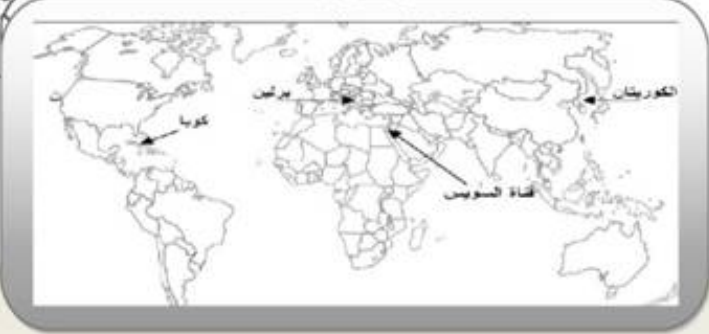 الكوريتان
برلين
كوبا
قناة السويس